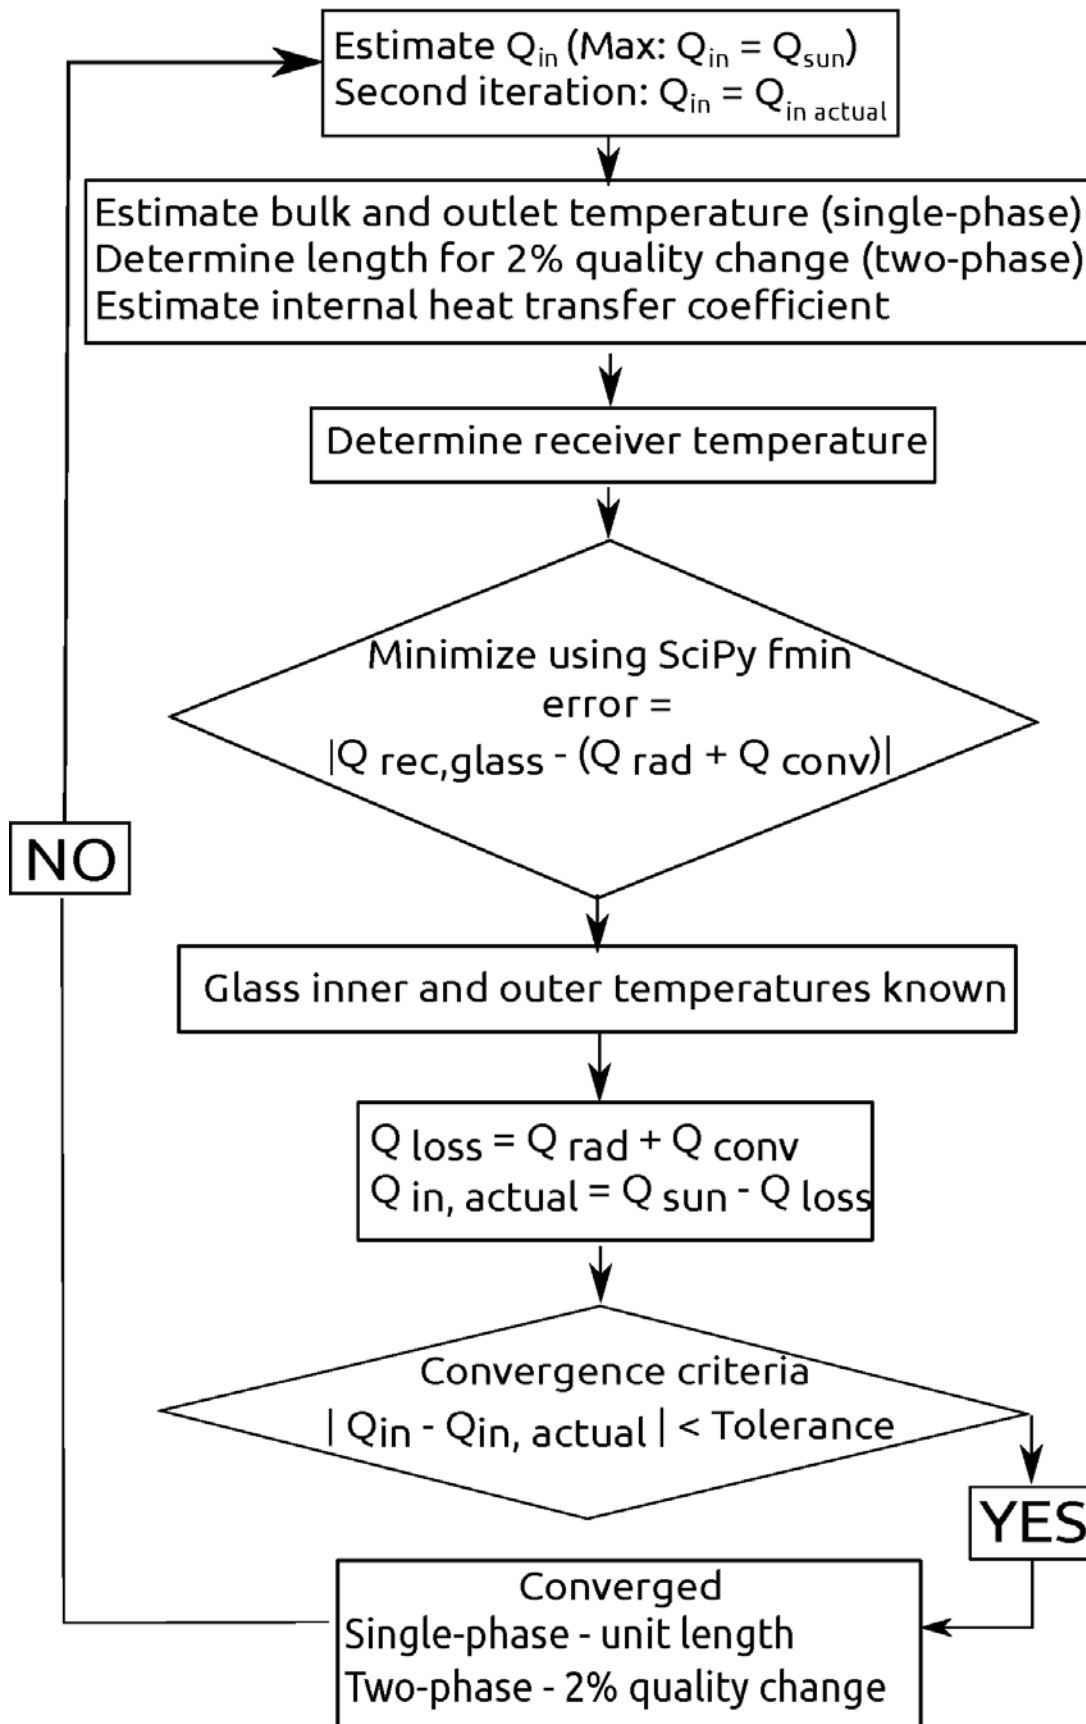 Estimate Qin (Max: Qin = Qsun)
Second iteration: Qin = Qin actual
Estimate bulk and outlet temperature (single-phase)
Determine length for 2% quality change (two-phase)
Estimate internal heat transfer coefficient
Determine receiver temperature
Minimize using SciPy fmin
error =
|Q rec,glass - (Q rad + Q conv)|
NO
Glass inner and outer temperatures known
Q loss = Q rad + Q conv
Q in, actual = Q sun - Q loss
Convergence criteria
| Qin - Qin, actual | < Tolerance
YES
Converged
Single-phase - unit length
Two-phase - 2% quality change